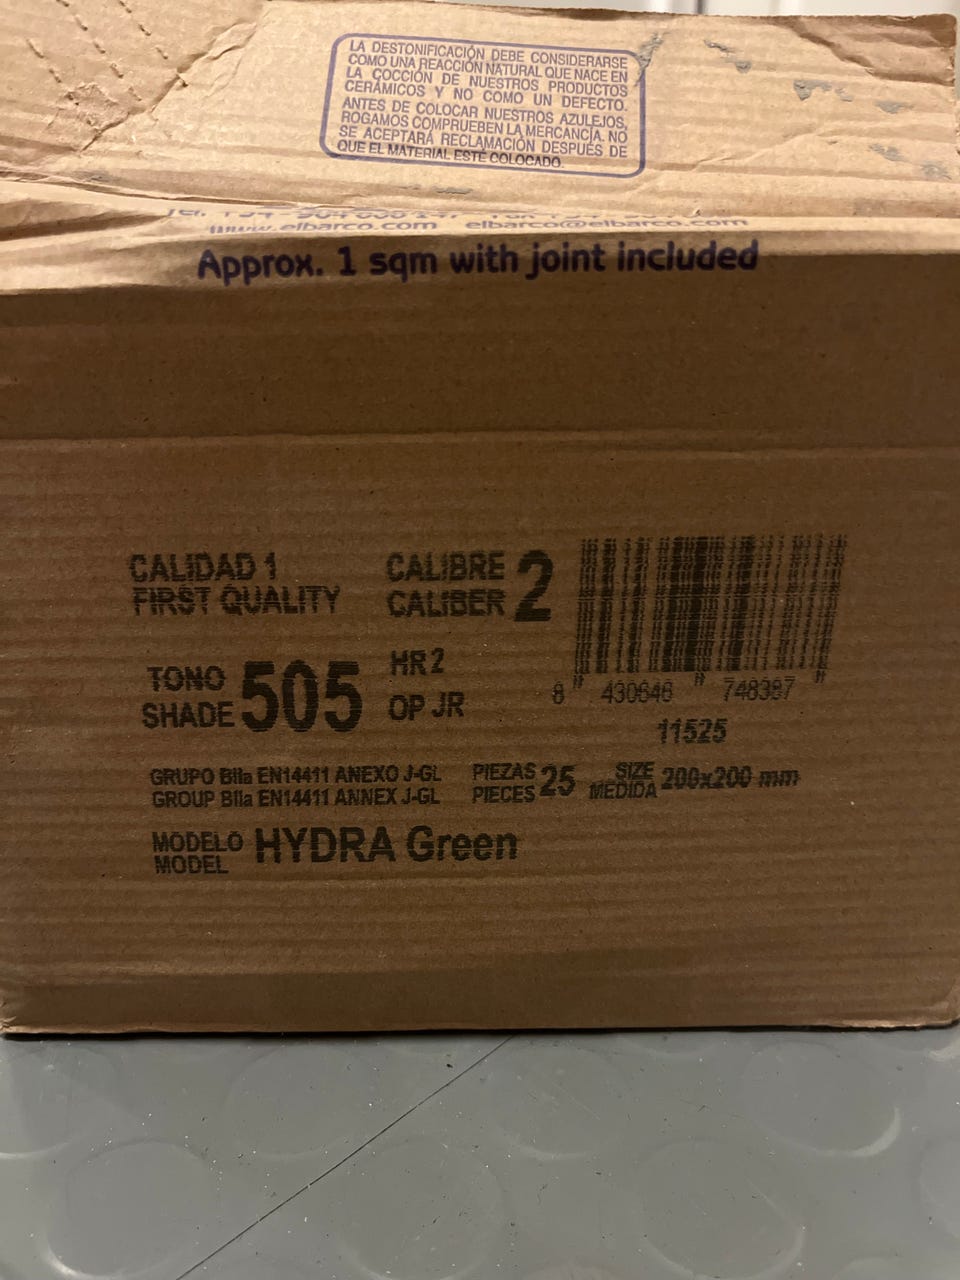 LA DESTONIFICACIÓN DEBE CONSIDERARSE
COMO UNA REACCIÓN NATURAL QUE NACE EN
LA COCCIÓN DE NUESTROS PRODUCTOS
CERÁMICOS Y NO COMO UN DEFECTO.
ANTES DE COLOCAR NUESTROS AZULEJOS,
ROGAMOS COMPRUEBEN LA MERCANCÍA. NO
SE ACEPTARÁ RECLAMACIÓN DESPUÉS DE
QUE EL MATERIAL ESTÉ COLOCADO.
www.elbarco.com elbarco@elbarco.com
Approx. 1 sqm with joint included
CALIDAD 1
FIRST QUALITY
CALIBRE
CALIBER 2
TONO
SHADE 505
HR2
OP JR
8 430646 748387
11525
GRUPO BIIa EN14411 ANEXO J-GL
GROUP BIIa EN14411 ANNEX J-GL
PIEZAS
PIECES 25
SIZE
MEDIDA 200x200 mm
MODELO
MODEL HYDRA Green